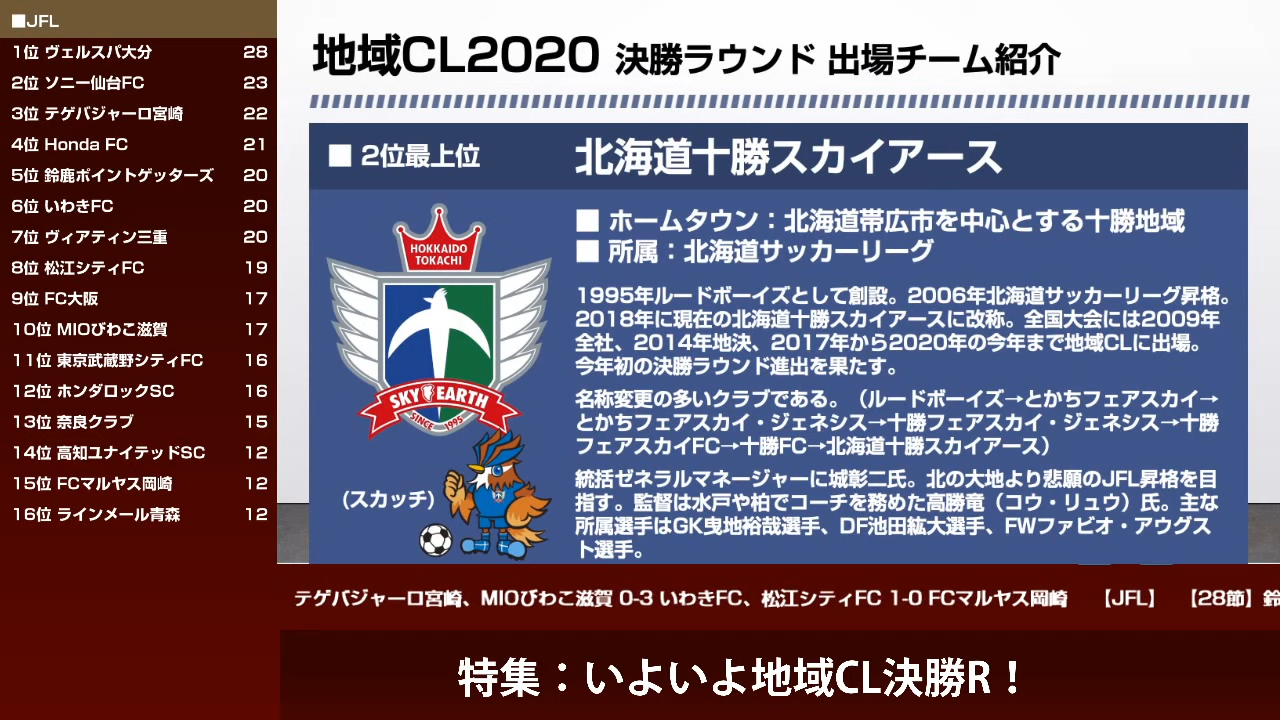 ■JFL
1位 ヴェルスパ大分 28
2位 ソニー仙台FC 23
3位 テゲバジャーロ宮崎 22
4位 Honda FC 21
5位 鈴鹿ポイントゲッターズ 20
6位 いわきFC 20
7位 ヴィアティン三重 20
8位 松江シティFC 19
9位 FC大阪 17
10位 MIOびわこ滋賀 17
11位 東京武蔵野シティFC 16
12位 ホンダロックSC 16
13位 奈良クラブ 15
14位 高知ユナイテッドSC 12
15位 FCマルヤス岡崎 12
16位 ラインメール青森 12
地域CL2020 決勝ラウンド 出場チーム紹介
■ 2位最上位 北海道十勝スカイアース
HOKKAIDO
TOKACHI
SKY EARTH
SINCE 1995
(スカッチ)
■ ホームタウン：北海道帯広市を中心とする十勝地域
■ 所属：北海道サッカーリーグ
1995年ルードボーイズとして創設。2006年北海道サッカーリーグ昇格。
2018年に現在の北海道十勝スカイアースに改称。全国大会には2009年
全社、2014年地決、2017年から2020年の今年まで地域CLに出場。
今年初の決勝ラウンド進出を果たす。
名称変更の多いクラブである。（ルードボーイズ→とかちフェアスカイ→
とかちフェアスカイ・ジェネシス→十勝フェアスカイ・ジェネシス→十勝
フェアスカイFC→十勝FC→北海道十勝スカイアース）
統括ゼネラルマネージャーに城彰二氏。北の大地より悲願のJFL昇格を目
指す。監督は水戸や柏でコーチを務めた高勝竜（コウ・リュウ）氏。主な
所属選手はGK曵地裕哉選手、DF池田紘大選手、FWファビオ・アウグス
ト選手。
テゲバジャーロ宮崎、MIOびわこ滋賀 0-3 いわきFC、松江シティFC 1-0 FCマルヤス岡崎 【JFL】 【28節】鈴
特集：いよいよ地域CL決勝R！